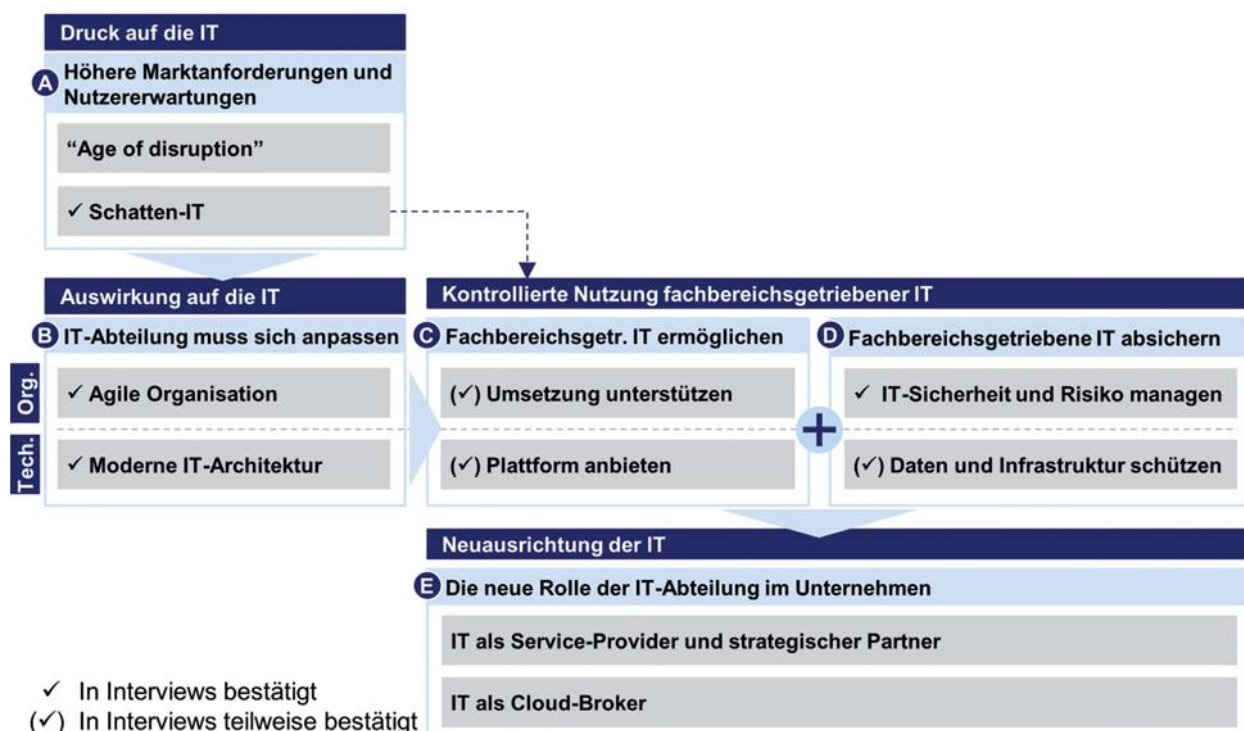 Druck auf die IT
A
Höhere Marktanforderungen und
Nutzererwartungen
“Age of disruption”
✓ Schatten-IT
Auswirkung auf die IT
B IT-Abteilung muss sich anpassen
Org.
✓ Agile Organisation
Tech.
✓ Moderne IT-Architektur
Kontrollierte Nutzung fachbereichsgetriebener IT
C Fachbereichsgetr. IT ermöglichen
(✓) Umsetzung unterstützen
(✓) Plattform anbieten
+
D Fachbereichsgetriebene IT absichern
✓ IT-Sicherheit und Risiko managen
(✓) Daten und Infrastruktur schützen
Neuausrichtung der IT
E Die neue Rolle der IT-Abteilung im Unternehmen
IT als Service-Provider und strategischer Partner
IT als Cloud-Broker
✓ In Interviews bestätigt
(✓) In Interviews teilweise bestätigt